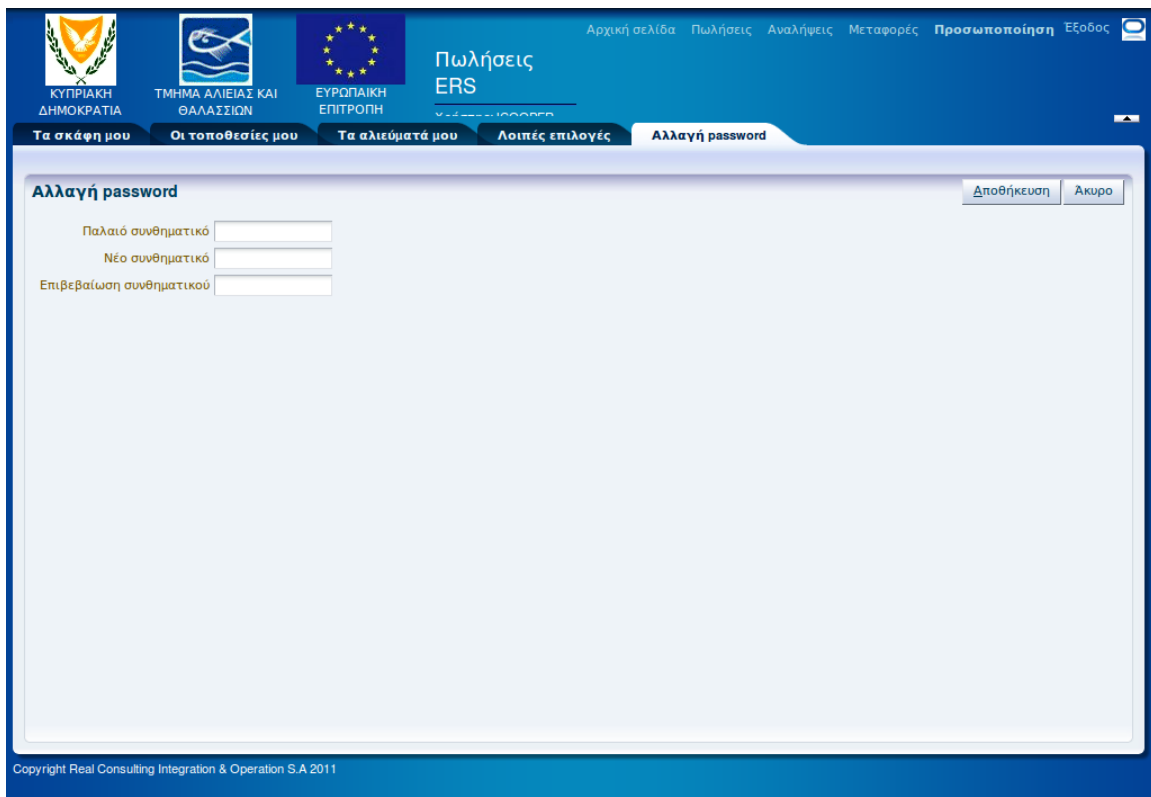 Αρχική σελίδα Πωλήσεις Αναλήψεις Μεταφορές Προσωποποίηση Έξοδος
Πωλήσεις
ERS
ΚΥΠΡΙΑΚΗ
ΔΗΜΟΚΡΑΤΙΑ
ΤΜΗΜΑ ΑΛΙΕΙΑΣ ΚΑΙ
ΘΑΛΑΣΣΙΩΝ
ΕΥΡΩΠΑΙΚΗ
ΕΠΙΤΡΟΠΗ
Τα σκάφη μου Οι τοποθεσίες μου Τα αλιεύματά μου Λοιπές επιλογές Αλλαγή password
Αλλαγή password Αποθήκευση Άκυρο
Παλαιό συνθηματικό
Νέο συνθηματικό
Επιβεβαίωση συνθηματικού
Copyright Real Consulting Integration & Operation S.A 2011